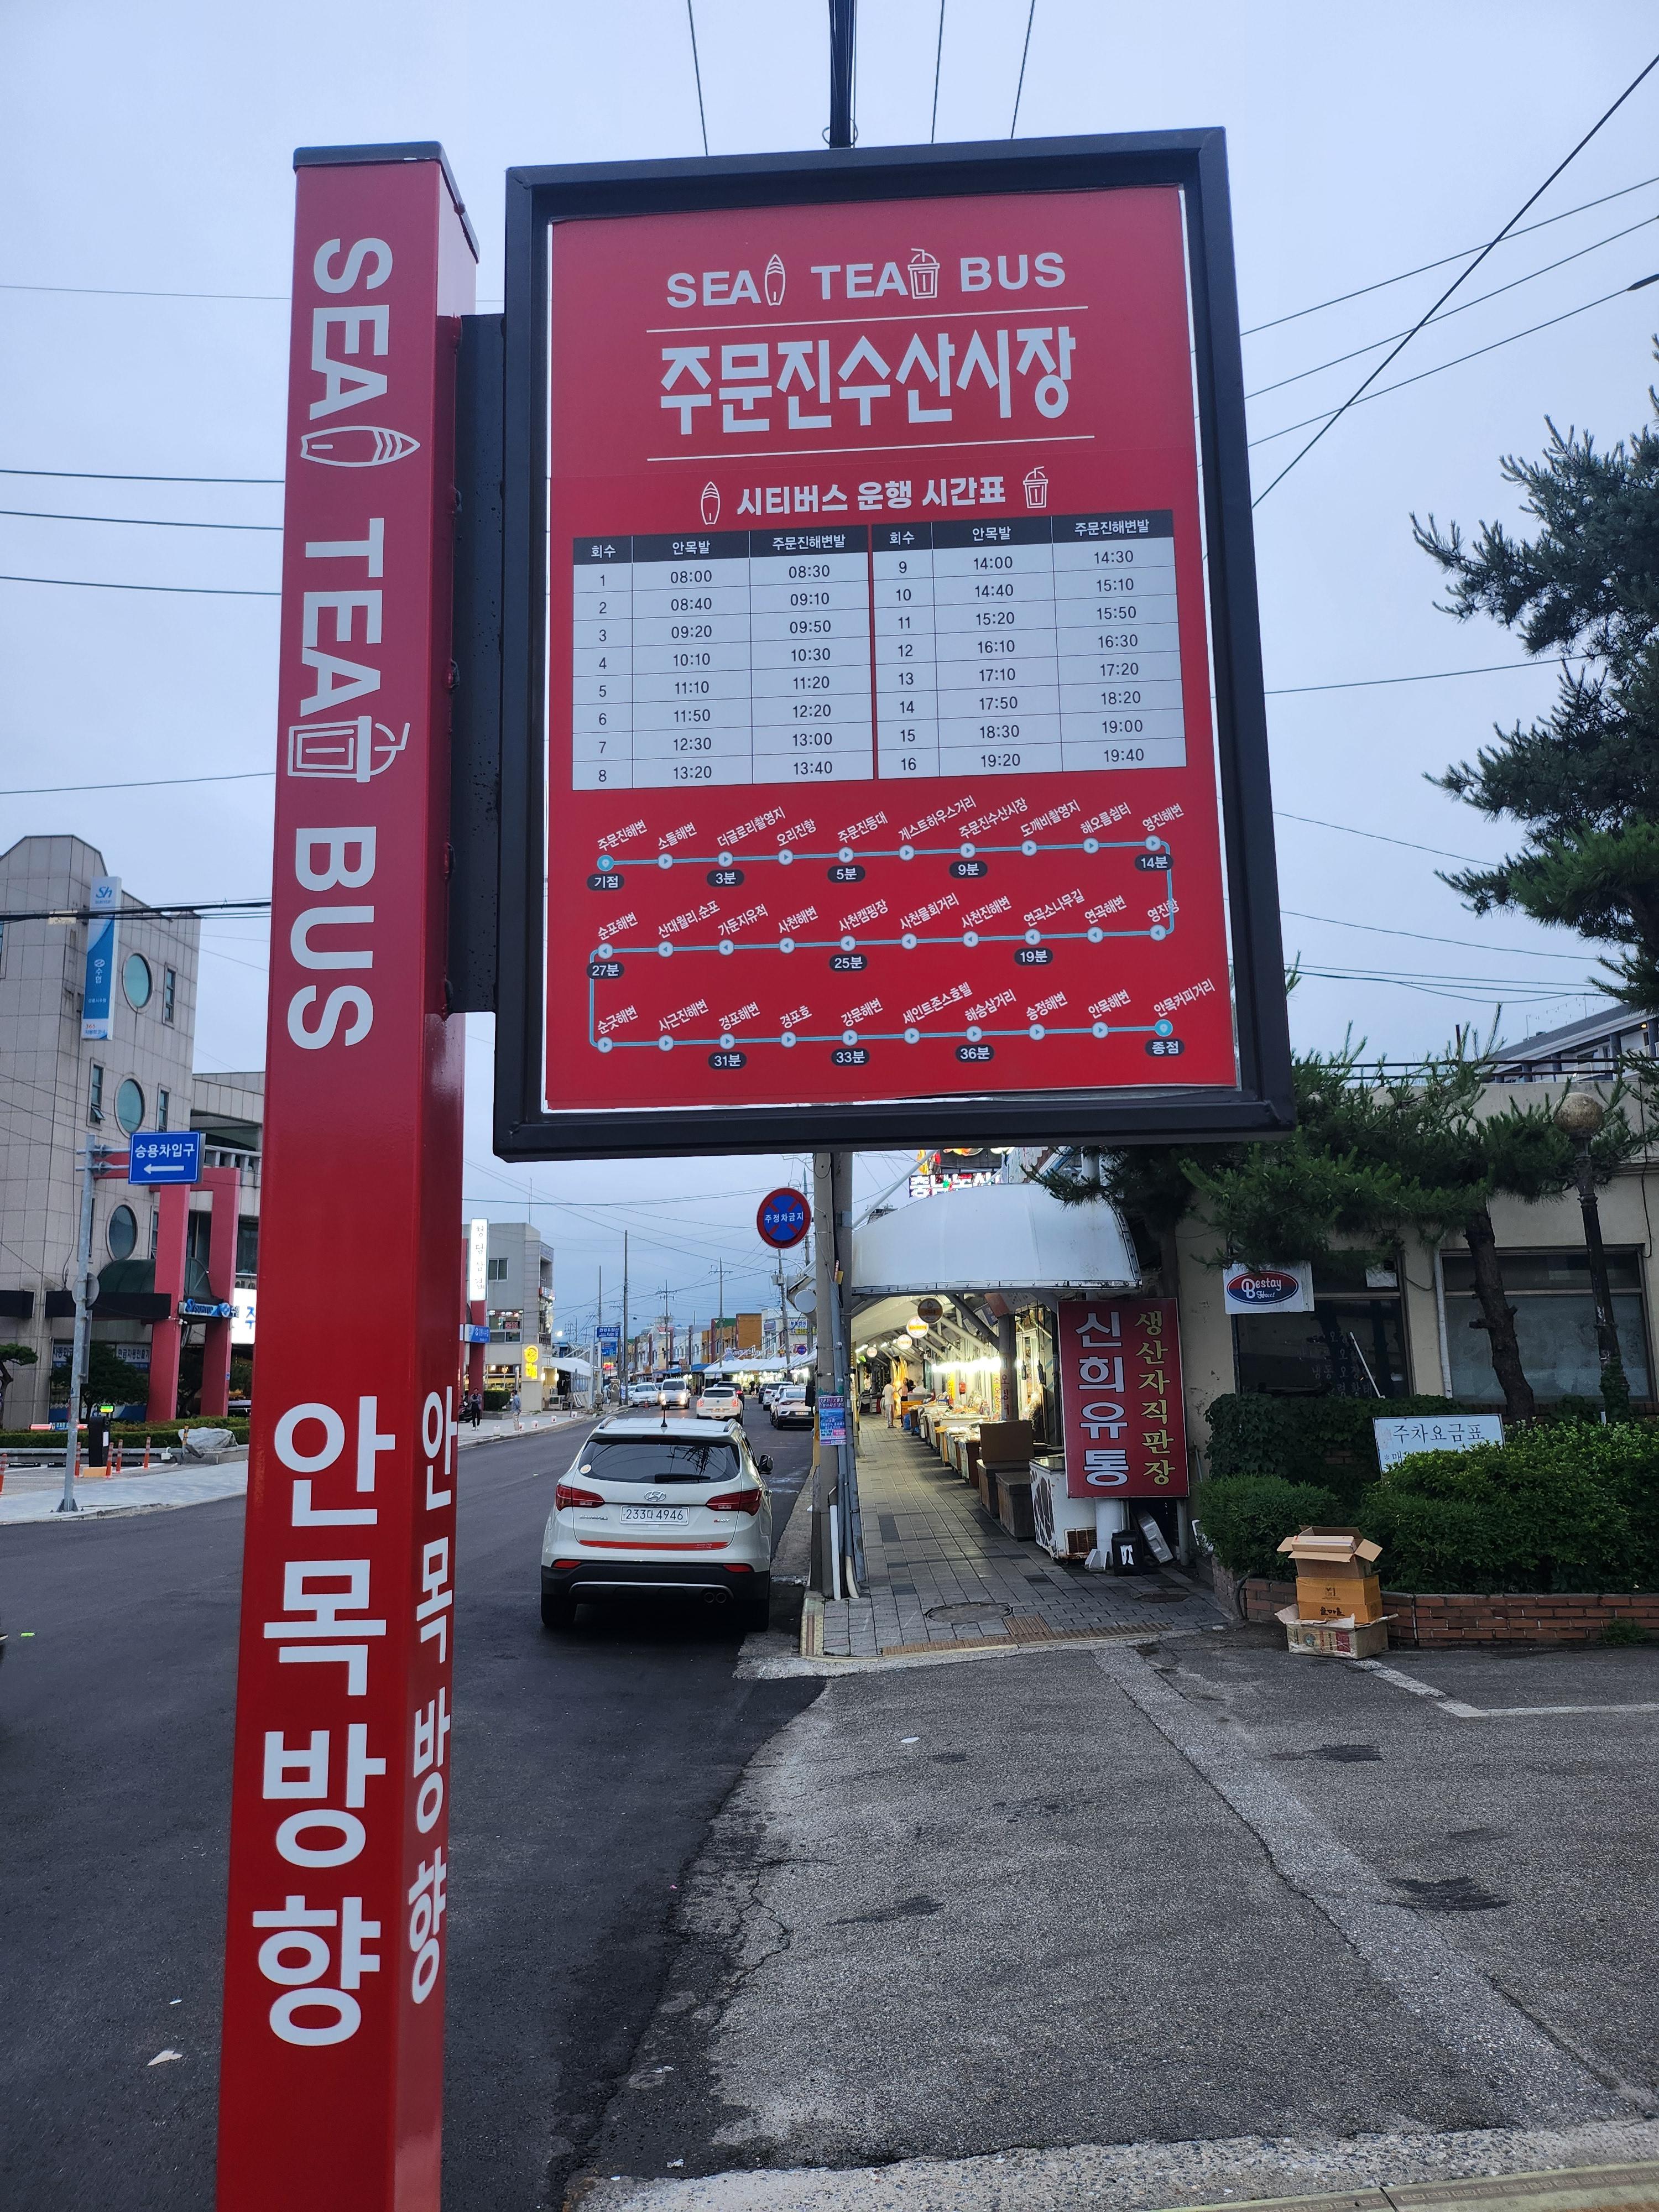 SEA TEA BUS
안목방향
안목방향
SEA TEA BUS
주문진수산시장
시티버스 운행 시간표
회수 안목발 주문진해변발 회수 안목발 주문진해변발
1 08:00 08:30 9 14:00 14:30
2 08:40 09:10 10 14:40 15:10
3 09:20 09:50 11 15:20 15:50
4 10:10 10:30 12 16:10 16:30
5 11:10 11:20 13 17:10 17:20
6 11:50 12:20 14 17:50 18:20
7 12:30 13:00 15 18:30 19:00
8 13:20 13:40 16 19:20 19:40
주문진해변 소돌해변 더글로리촬영지 오리진항 주문진등대 게스트하우스거리 주문진수산시장 도깨비촬영지 해오름쉼터 영진해변
기점 3분 5분 9분 14분
순포해변 산대월리.순포 가둔지유적 사천해변 사천캠핑장 사천물회거리 사천진해변 연곡소나무길 연곡해변 영진항
27분 25분 19분
순긋해변 사근진해변 경포해변 경포호 강문해변 세인트존스호텔 해송삼거리 송정해변 안목해변 안목커피거리
31분 33분 36분 종점
Sh
수협
승용차입구
주정차금지
신희유통
생산자직판장
Bestay
Hotel
주차요금표
233다 4946